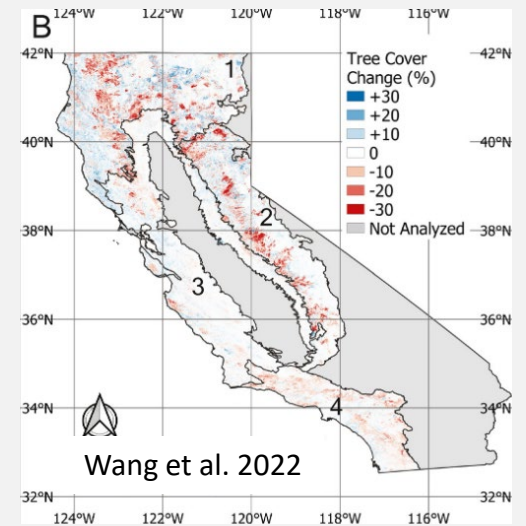 B
124°W 122°W 120°W 118°W 116°W
42°N 42°N
1
Tree Cover
Change (%)
+30
+20
+10
0
-10
-20
-30
Not Analyzed
40°N 40°N
2
38°N 38°N
3
36°N 36°N
4
34°N 34°N
Wang et al. 2022
32°N 32°N
124°W 122°W 120°W 118°W 116°W